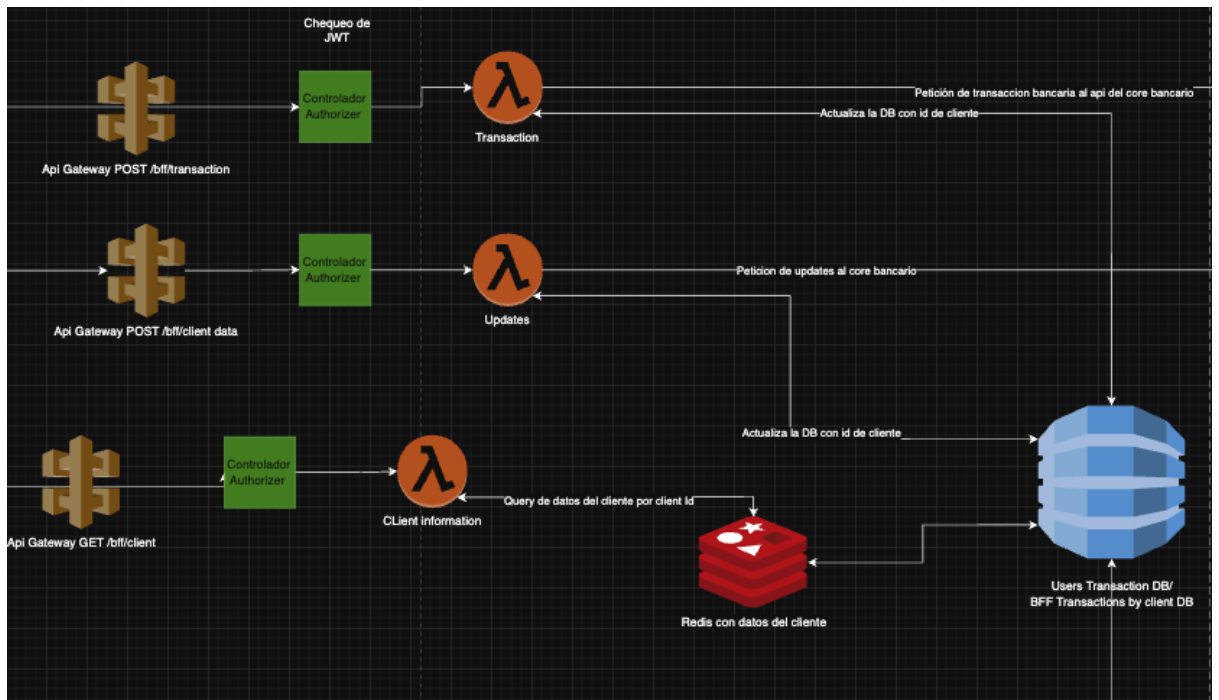 Chequeo de
JWT
Controlador
Authorizer
Transaction
Petición de transaccion bancaria al api del core bancario
Actualiza la DB con id de cliente
Api Gateway POST /bff/transaction
Controlador
Authorizer
Updates
Peticion de updates al core bancario
Api Gateway POST /bff/client data
Actualiza la DB con id de cliente
Controlador
Authorizer
CLient information
Query de datos del cliente por client Id
Api Gateway GET /bff/client
Redis con datos del cliente
Users Transaction DB/
BFF Transactions by client DB